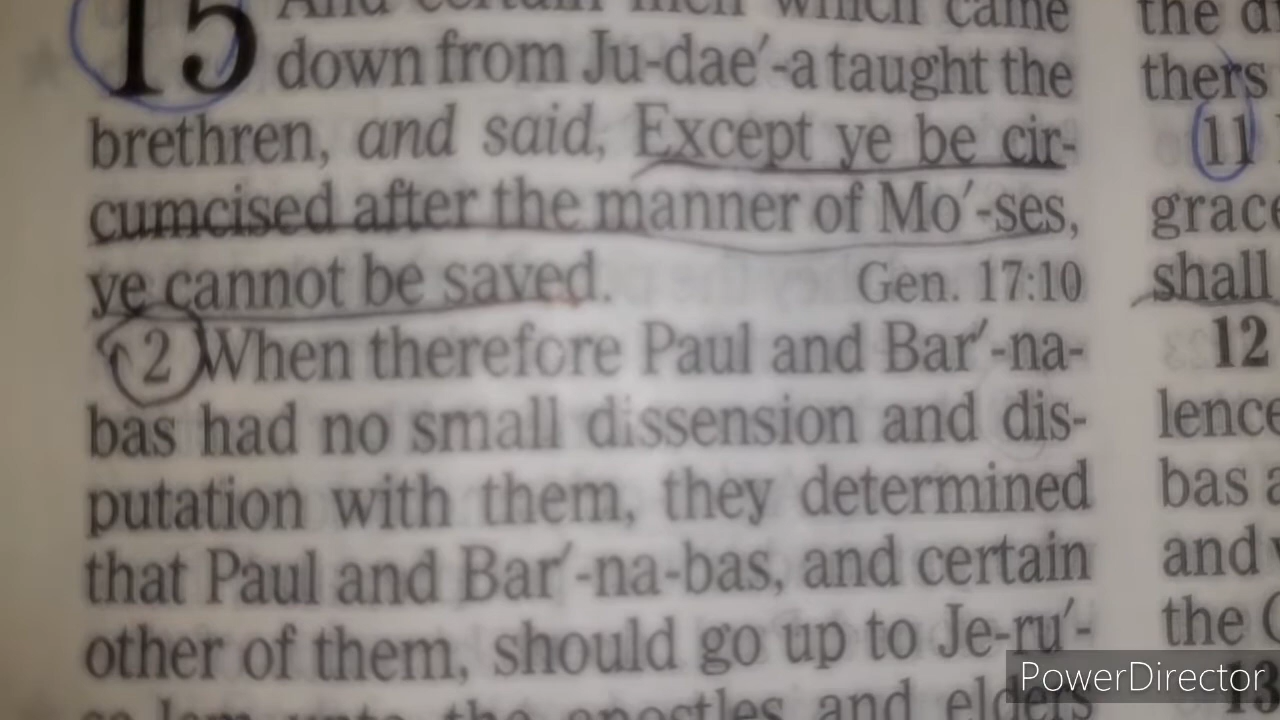 15 And certain men which came
down from Ju-dae′-a taught the
brethren, and said, Except ye be cir-
cumcised after the manner of Mo′-ses,
ye cannot be saved. Gen. 17:10
2 When therefore Paul and Bar′-na-
bas had no small dissension and dis-
putation with them, they determined
that Paul and Bar′-na-bas, and certain
other of them, should go up to Je-ru′-
sa-lem unto the apostles and elders
the
thers
11
grace
shall
12
lence
bas
and
the
13
PowerDirector